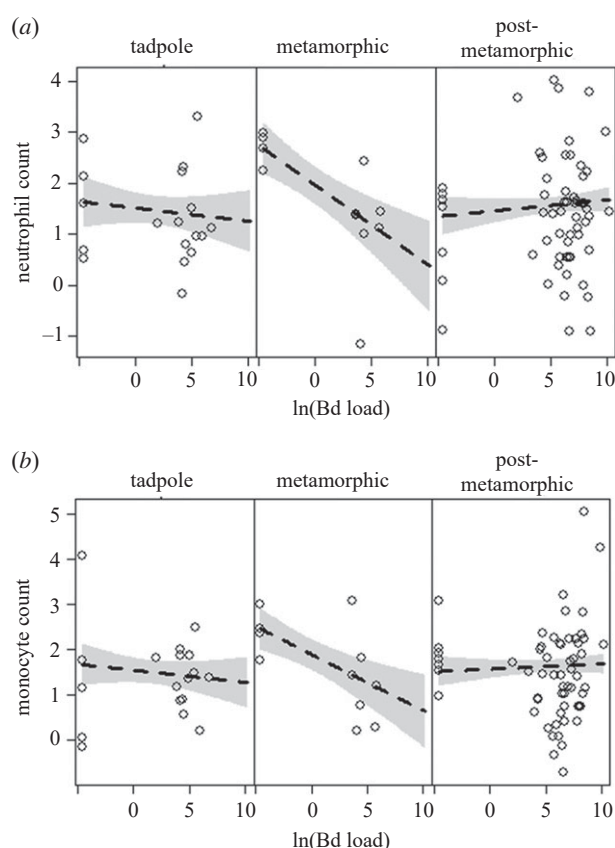 (a)
tadpole metamorphic post-
metamorphic
neutrophil count
4
3
2
1
0
–1
0 5 10 0 5 10 0 5 10
ln(Bd load)
(b)
tadpole metamorphic post-
metamorphic
monocyte count
5
4
3
2
1
0
0 5 10 0 5 10 0 5 10
ln(Bd load)